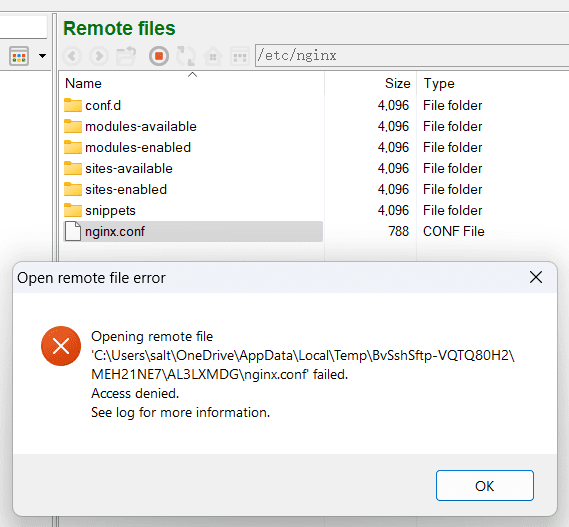 Remote files
/etc/nginx
Name Size Type
conf.d 4,096 File folder
modules-available 4,096 File folder
modules-enabled 4,096 File folder
sites-available 4,096 File folder
sites-enabled 4,096 File folder
snippets 4,096 File folder
nginx.conf 788 CONF File
Open remote file error
Opening remote file
'C:\Users\salt\OneDrive\AppData\Local\Temp\BvSshSftp-VQTQ80H2\
MEH21NE7\AL3LXMDG\nginx.conf' failed.
Access denied.
See log for more information.
OK